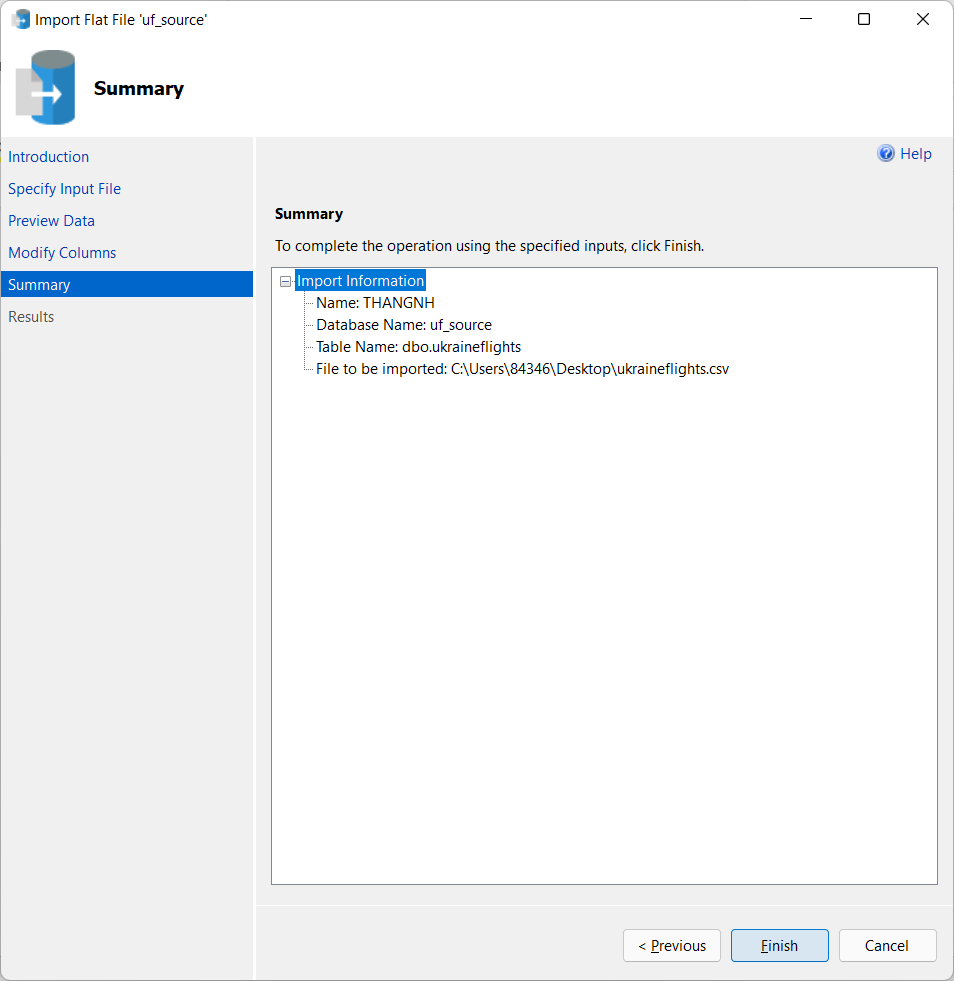 Import Flat File 'uf_source'
Summary
Introduction
Specify Input File
Preview Data
Modify Columns
Summary
Results
Help
Summary
To complete the operation using the specified inputs, click Finish.
Import Information
Name: THANGNH
Database Name: uf_source
Table Name: dbo.ukraineflights
File to be imported: C:\Users\84346\Desktop\ukraineflights.csv
< Previous
Finish
Cancel